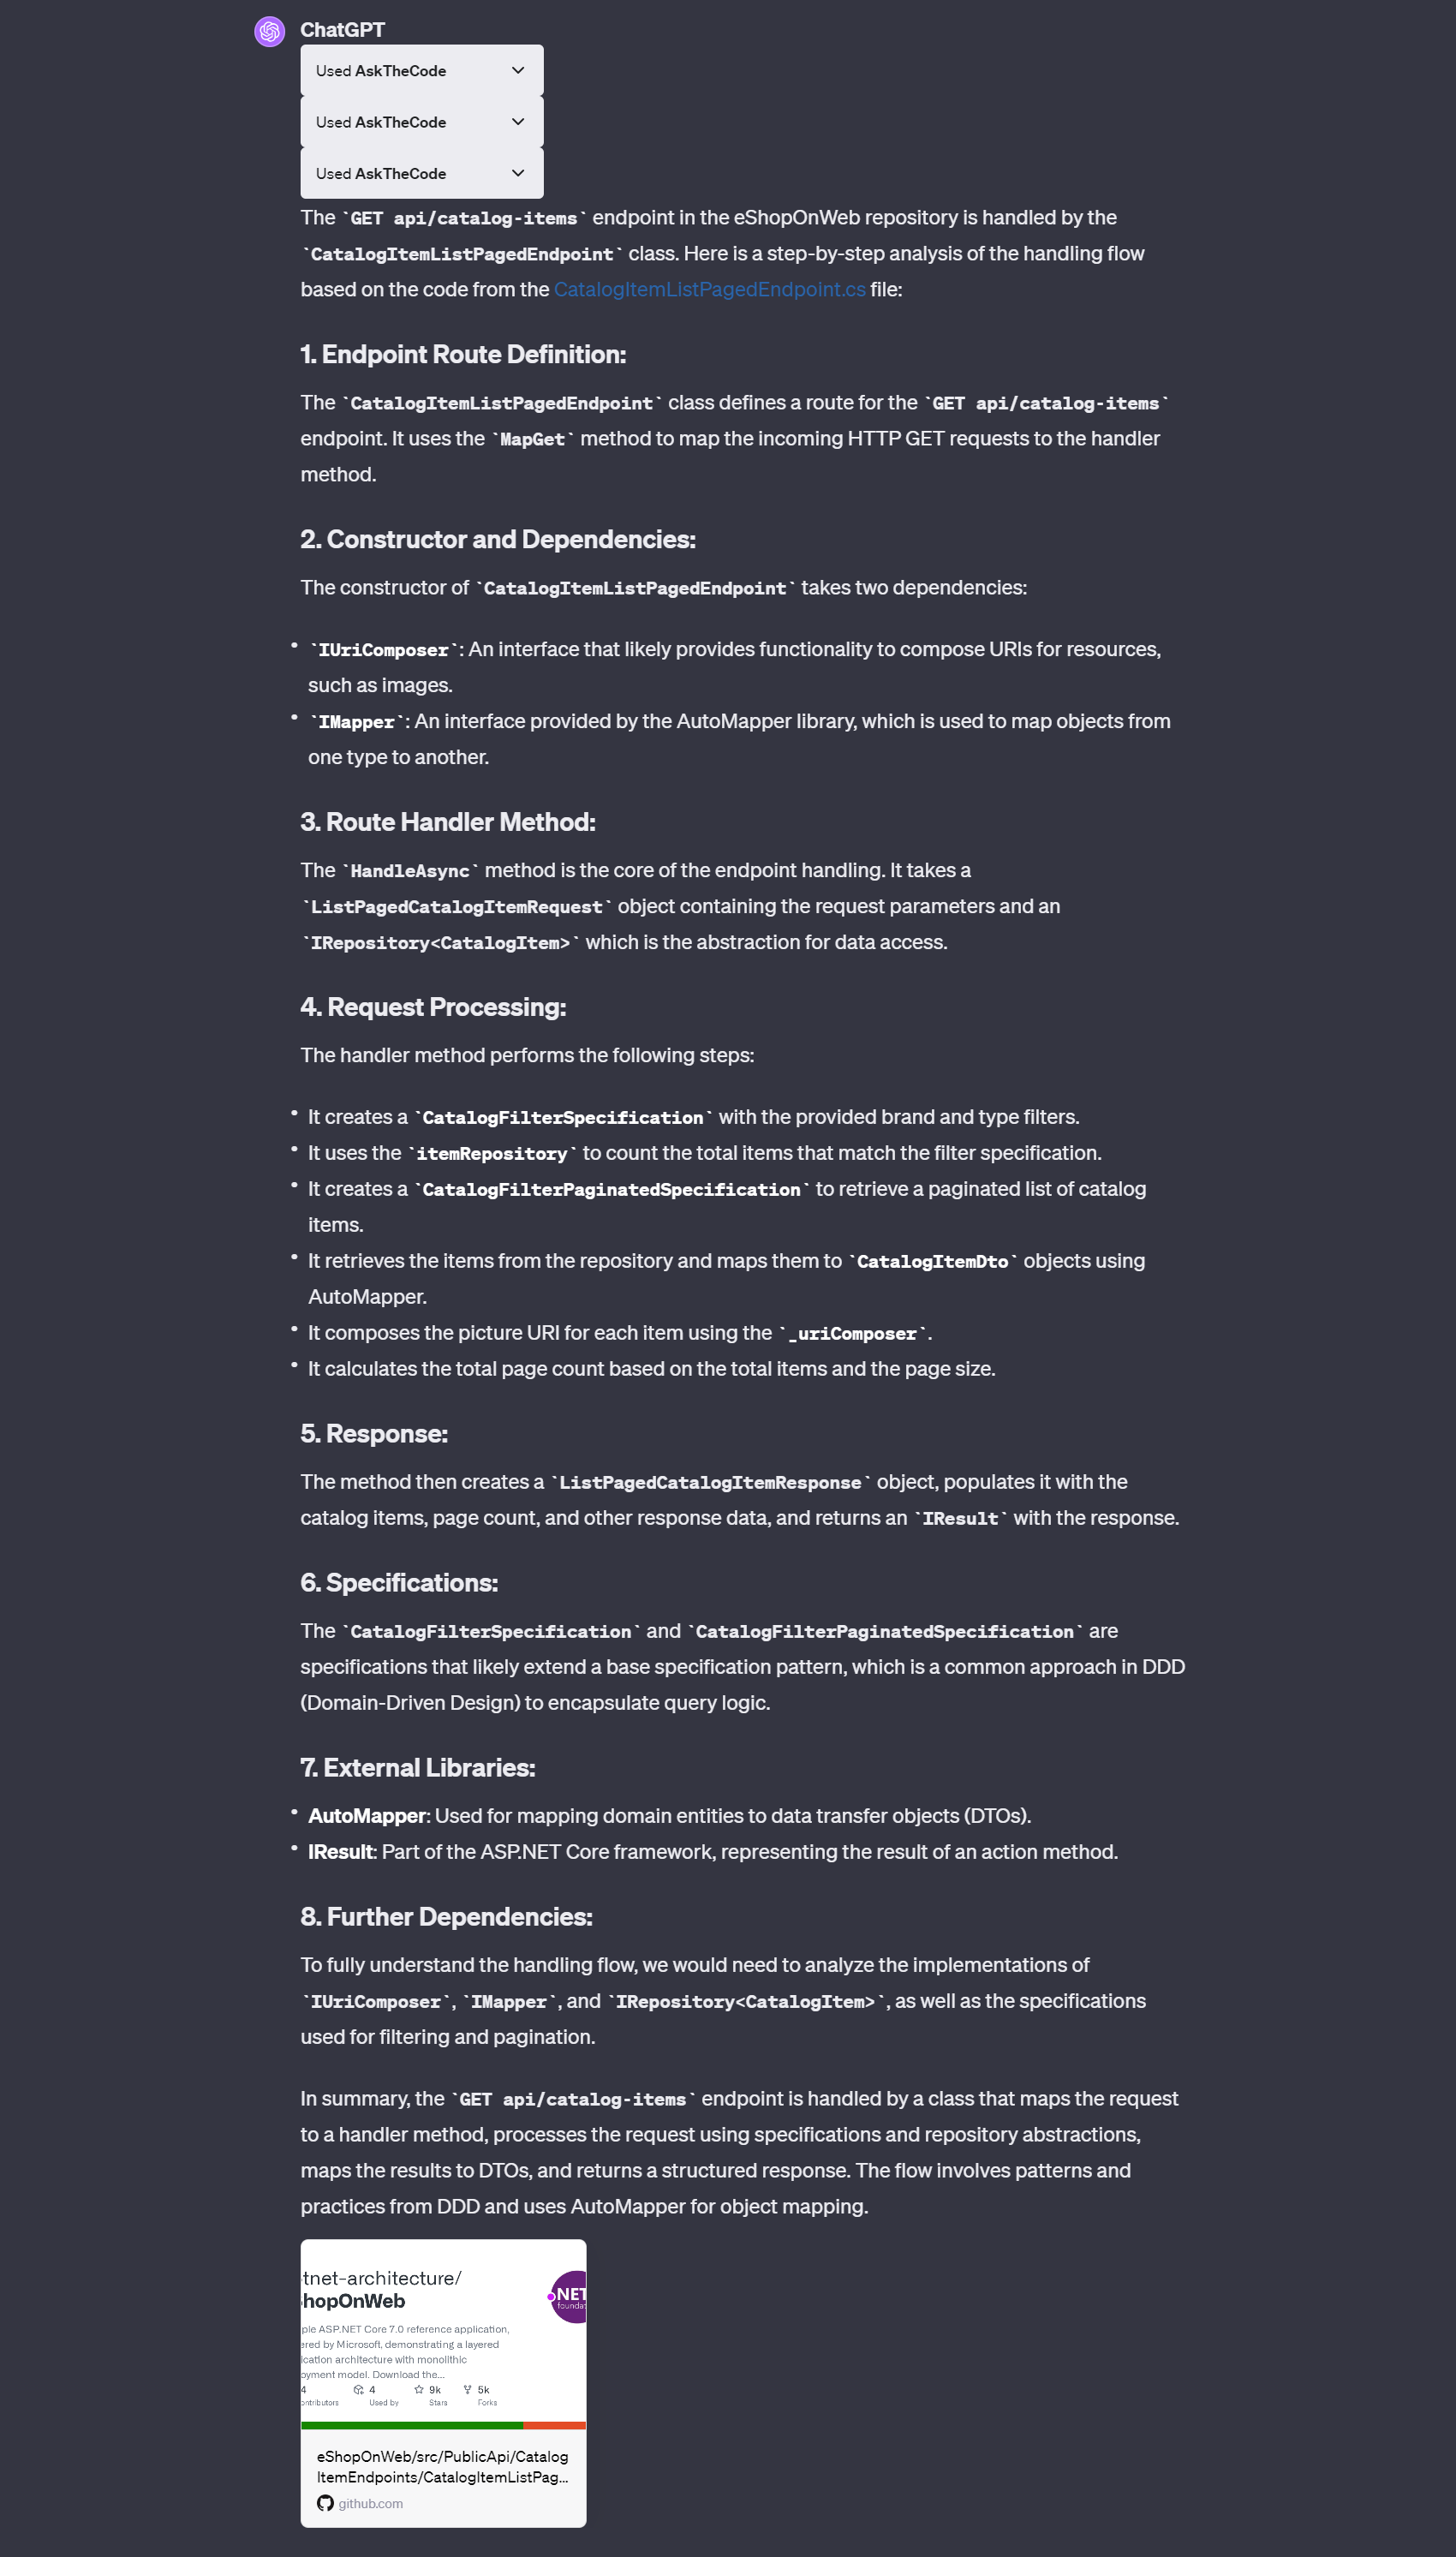 ChatGPT
Used AskTheCode
Used AskTheCode
Used AskTheCode
The `GET api/catalog-items` endpoint in the eShopOnWeb repository is handled by the
`CatalogItemListPagedEndpoint` class. Here is a step-by-step analysis of the handling flow
based on the code from the CatalogItemListPagedEndpoint.cs file:
1. Endpoint Route Definition:
The `CatalogItemListPagedEndpoint` class defines a route for the `GET api/catalog-items`
endpoint. It uses the `MapGet` method to map the incoming HTTP GET requests to the handler
method.
2. Constructor and Dependencies:
The constructor of `CatalogItemListPagedEndpoint` takes two dependencies:
• `IUriComposer`: An interface that likely provides functionality to compose URIs for resources,
such as images.
• `IMapper`: An interface provided by the AutoMapper library, which is used to map objects from
one type to another.
3. Route Handler Method:
The `HandleAsync` method is the core of the endpoint handling. It takes a
`ListPagedCatalogItemRequest` object containing the request parameters and an
`IRepository<CatalogItem>` which is the abstraction for data access.
4. Request Processing:
The handler method performs the following steps:
• It creates a `CatalogFilterSpecification` with the provided brand and type filters.
• It uses the `itemRepository` to count the total items that match the filter specification.
• It creates a `CatalogFilterPaginatedSpecification` to retrieve a paginated list of catalog
items.
• It retrieves the items from the repository and maps them to `CatalogItemDto` objects using
AutoMapper.
• It composes the picture URI for each item using the `_uriComposer`.
• It calculates the total page count based on the total items and the page size.
5. Response:
The method then creates a `ListPagedCatalogItemResponse` object, populates it with the
catalog items, page count, and other response data, and returns an `IResult` with the response.
6. Specifications:
The `CatalogFilterSpecification` and `CatalogFilterPaginatedSpecification` are
specifications that likely extend a base specification pattern, which is a common approach in DDD
(Domain-Driven Design) to encapsulate query logic.
7. External Libraries:
• AutoMapper: Used for mapping domain entities to data transfer objects (DTOs).
• IResult: Part of the ASP.NET Core framework, representing the result of an action method.
8. Further Dependencies:
To fully understand the handling flow, we would need to analyze the implementations of
`IUriComposer`, `IMapper`, and `IRepository<CatalogItem>`, as well as the specifications
used for filtering and pagination.
In summary, the `GET api/catalog-items` endpoint is handled by a class that maps the request
to a handler method, processes the request using specifications and repository abstractions,
maps the results to DTOs, and returns a structured response. The flow involves patterns and
practices from DDD and uses AutoMapper for object mapping.
tnet-architecture/
hopOnWeb
NET
foundat
ple ASP.NET Core 7.0 reference application,
ered by Microsoft, demonstrating a layered
ication architecture with monolithic
oyment model. Download the...
4 4 9k 5k
ontributors Used by Stars Forks
eShopOnWeb/src/PublicApi/Catalog
ItemEndpoints/CatalogItemListPag...
github.com